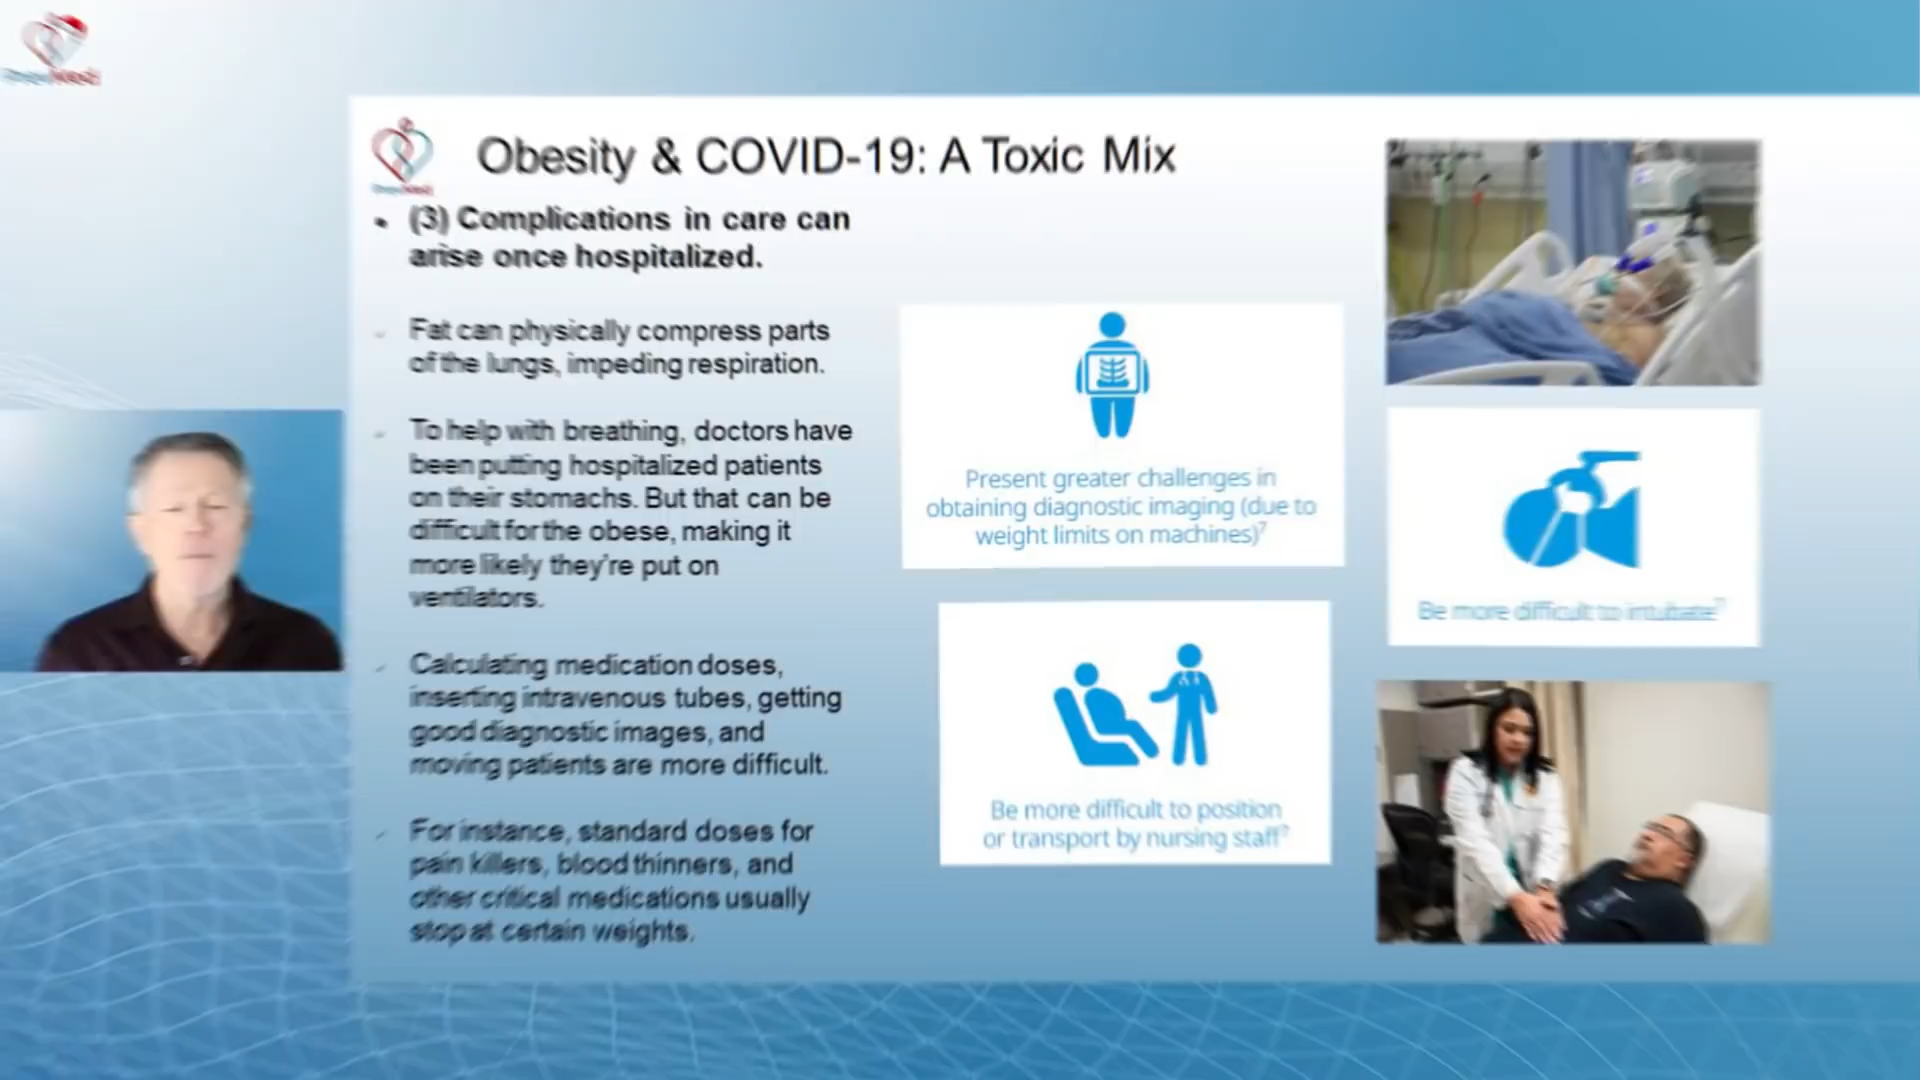 Obesity & COVID-19: A Toxic Mix
• (3) Complications in care can
arise once hospitalized.
Fat can physically compress parts
of the lungs, impeding respiration.
To help with breathing, doctors have
been putting hospitalized patients
on their stomachs. But that can be
difficult for the obese, making it
more likely they're put on
ventilators.
Calculating medication doses,
inserting intravenous tubes, getting
good diagnostic images, and
moving patients are more difficult.
For instance, standard doses for
pain killers, blood thinners, and
other critical medications usually
stop at certain weights.
Present greater challenges in
obtaining diagnostic imaging (due to
weight limits on machines)⁷
Be more difficult to position
or transport by nursing staff⁷
Be more difficult to intubate⁷